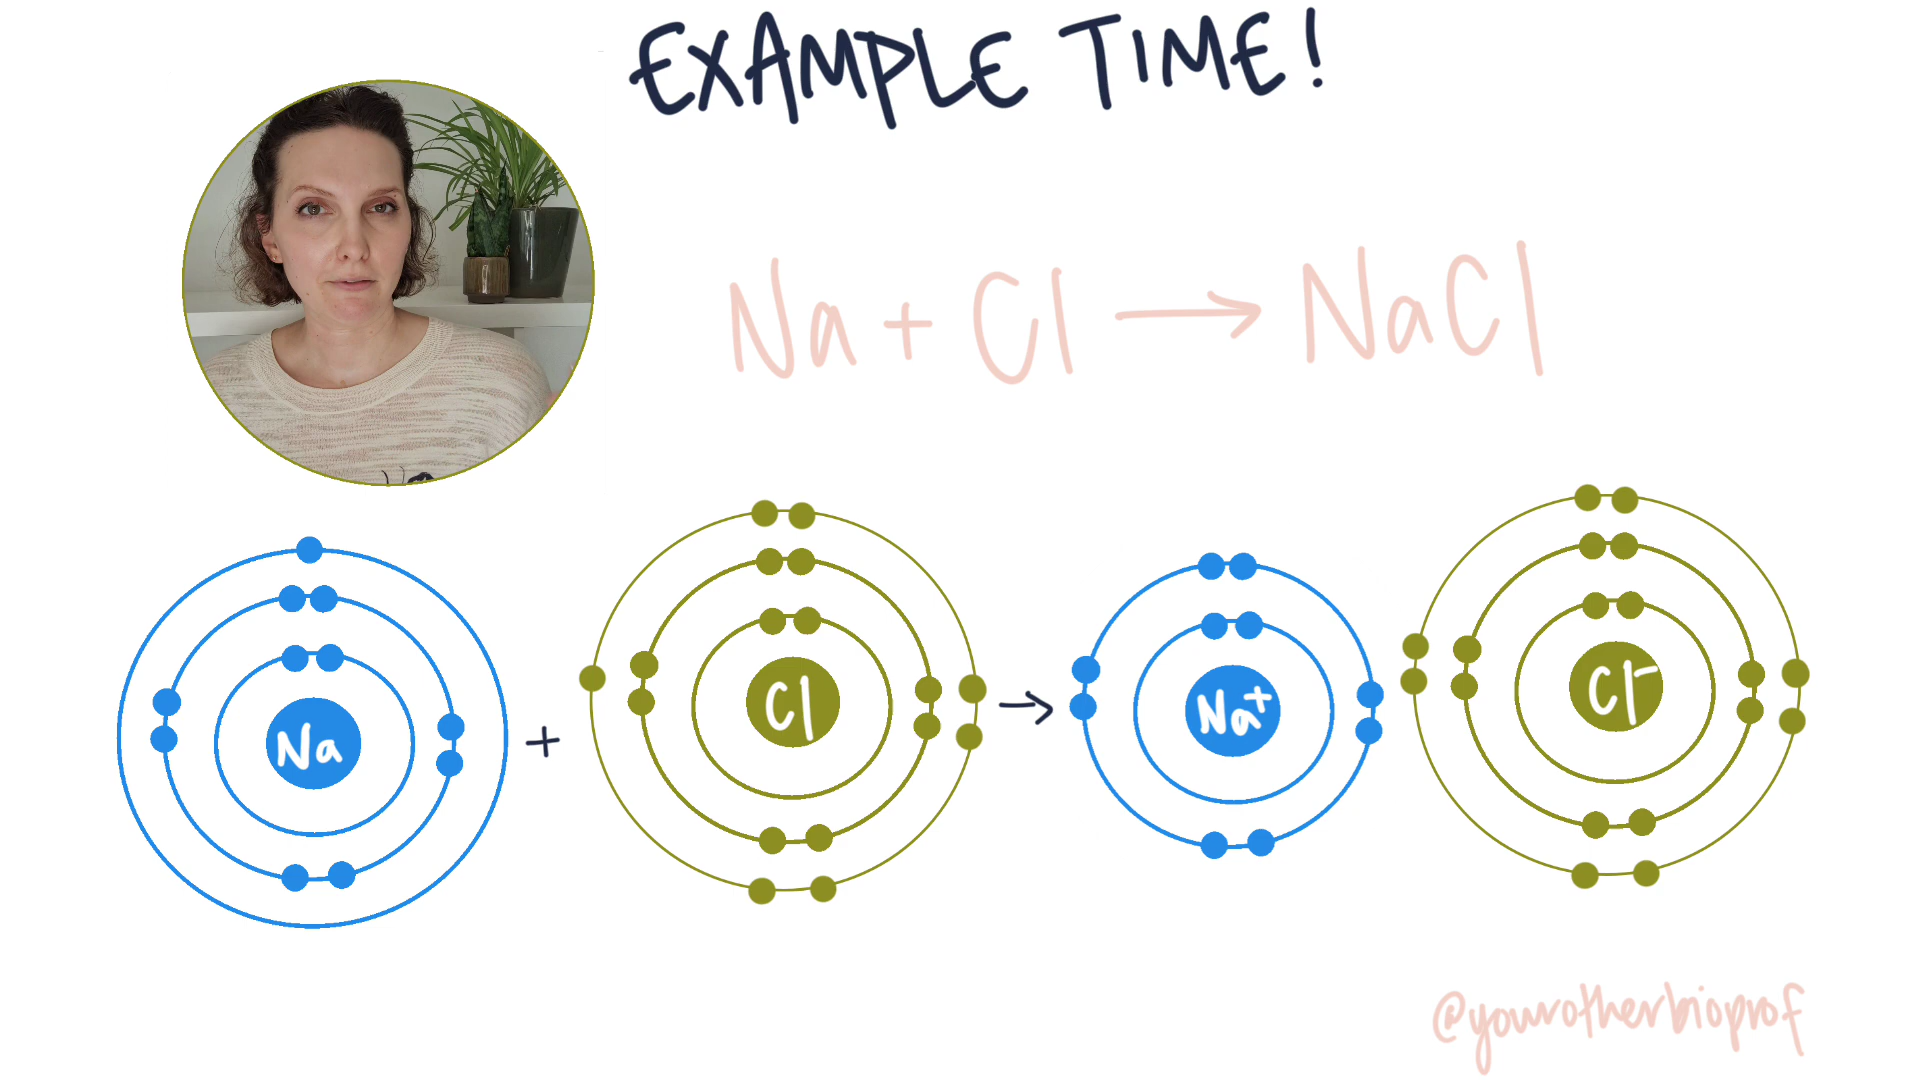 EXAMPLE TIME!
Na + Cl → NaCl
Na + Cl → Na⁺ Cl⁻
@yourotherbioprof